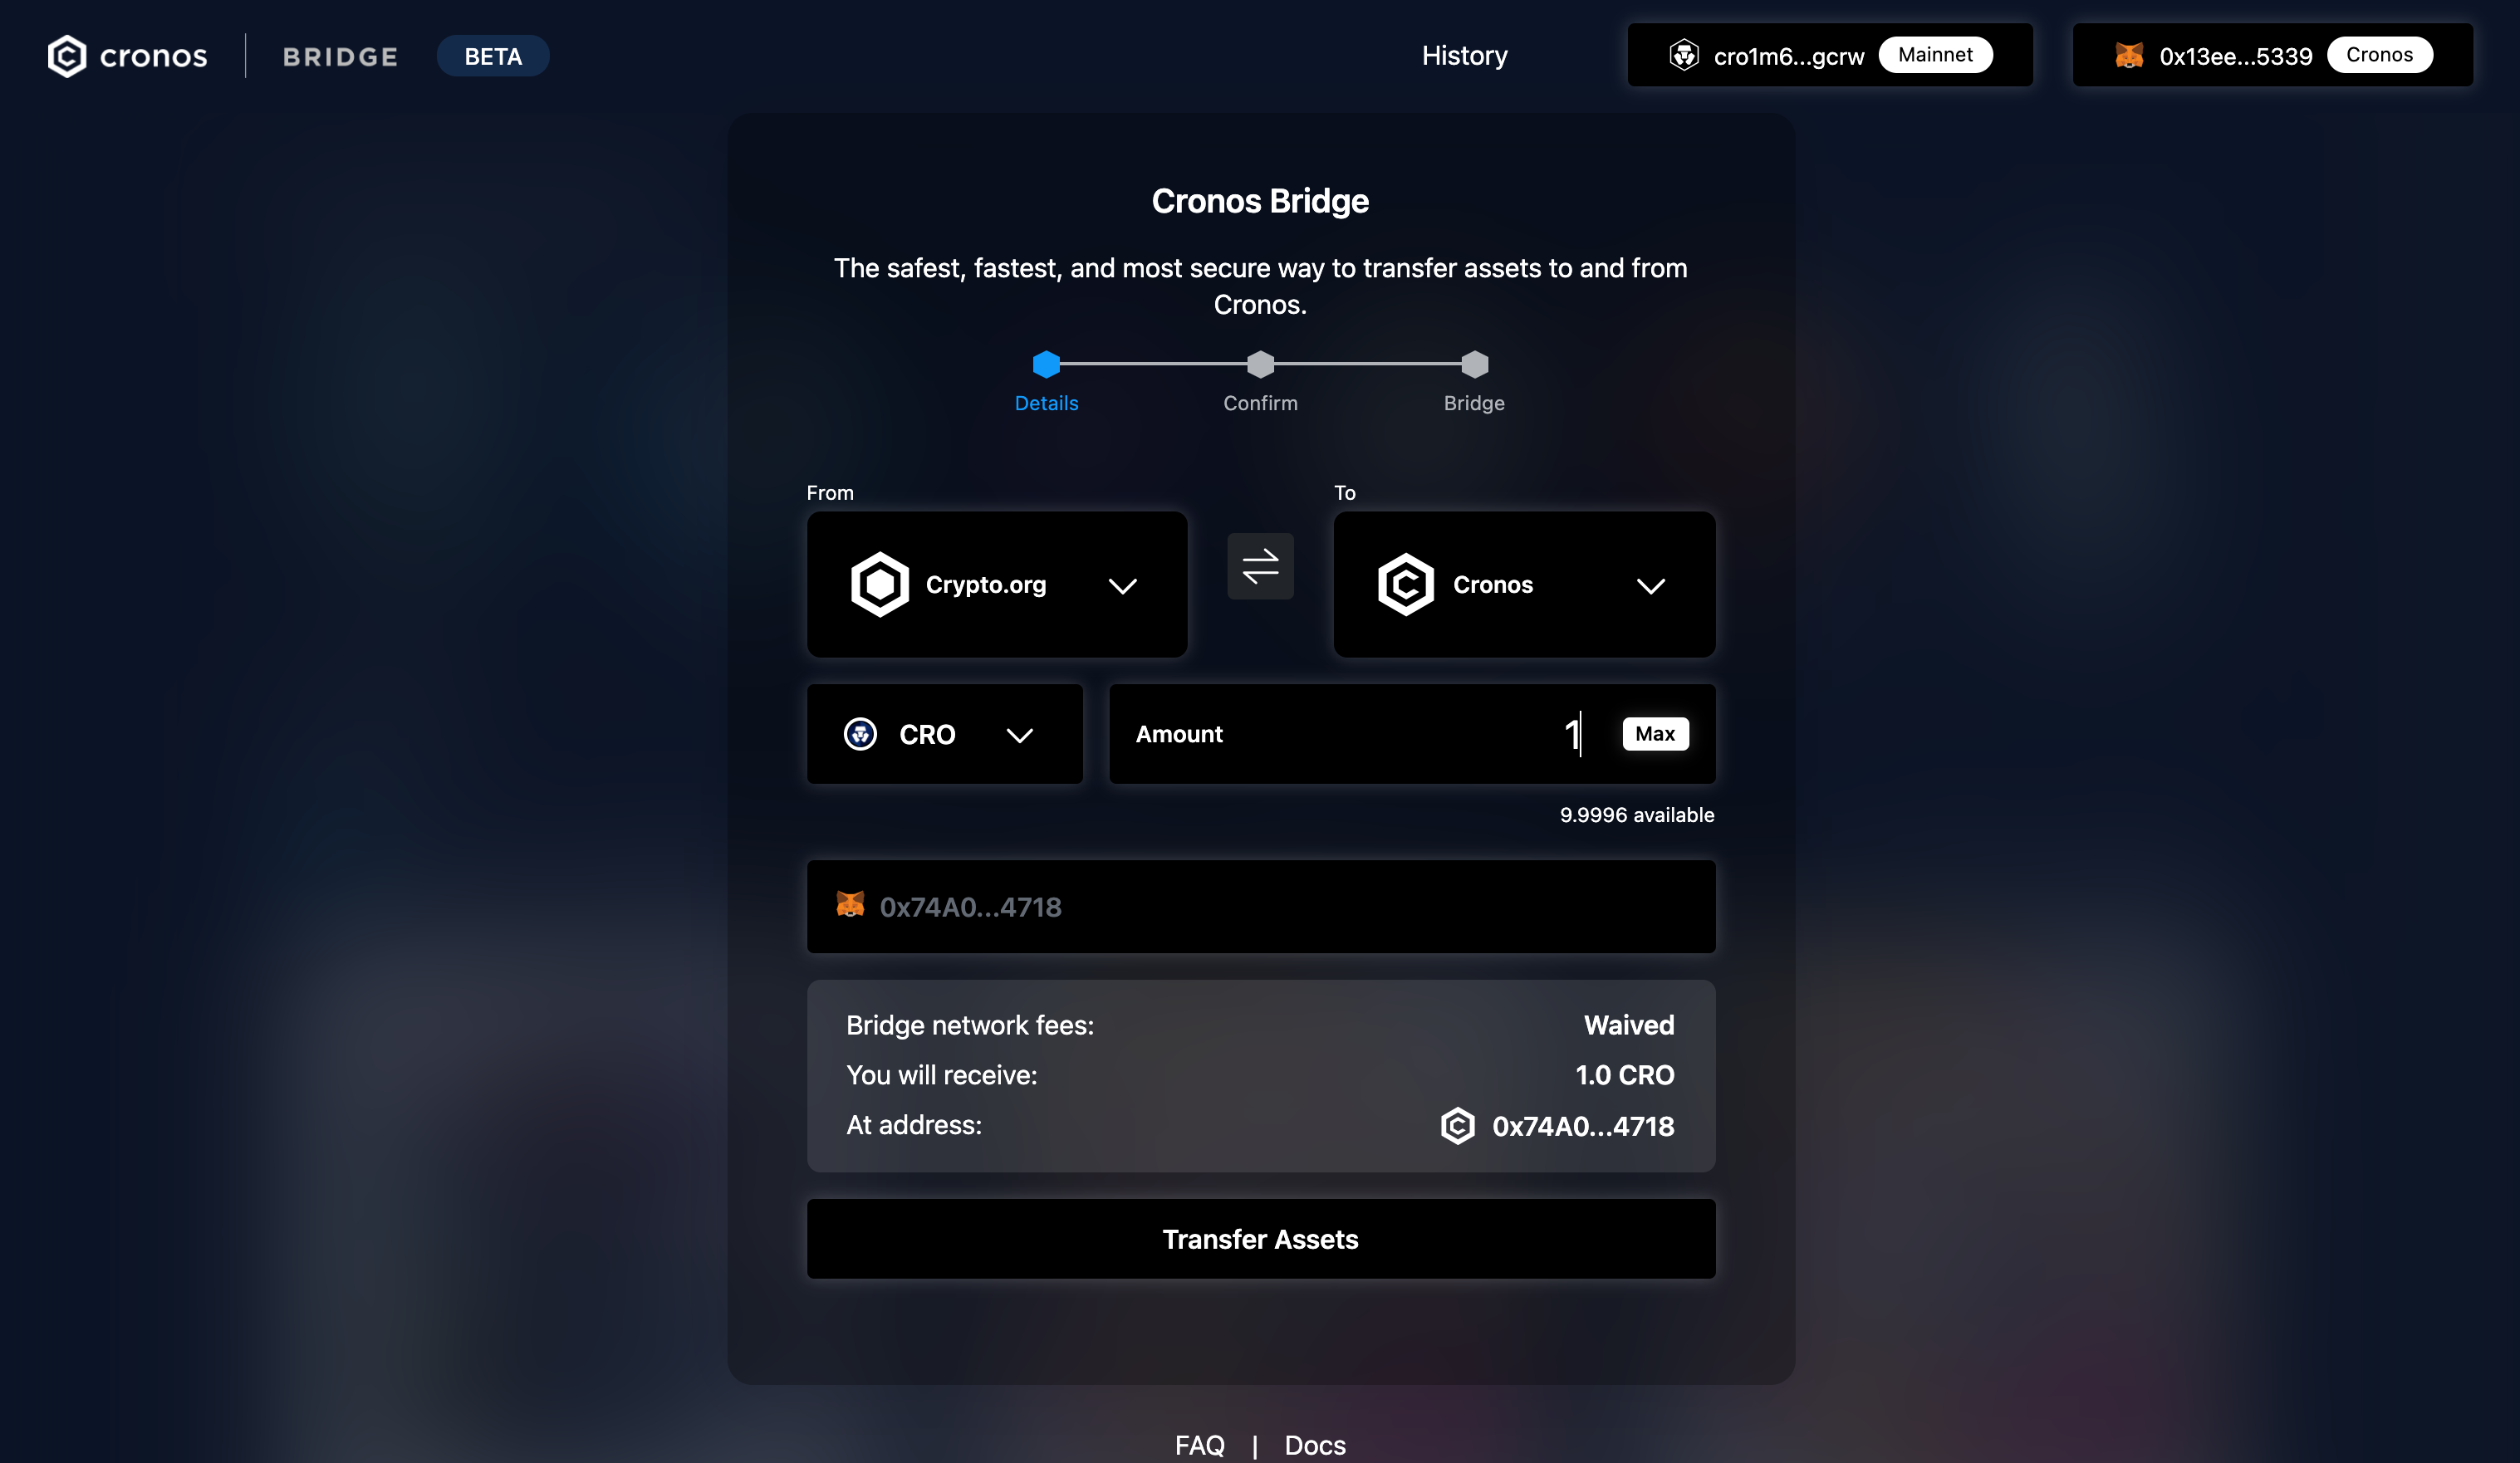 cronos
BRIDGE
BETA
History
cro1m6...gcrw
Mainnet
0x13ee...5339
Cronos
Cronos Bridge
The safest, fastest, and most secure way to transfer assets to and from
Cronos.
Details
Confirm
Bridge
From
To
Crypto.org
Cronos
CRO
Amount
1
Max
9.9996 available
0x74A0...4718
Bridge network fees:
Waived
You will receive:
1.0 CRO
At address:
0x74A0...4718
Transfer Assets
FAQ | Docs